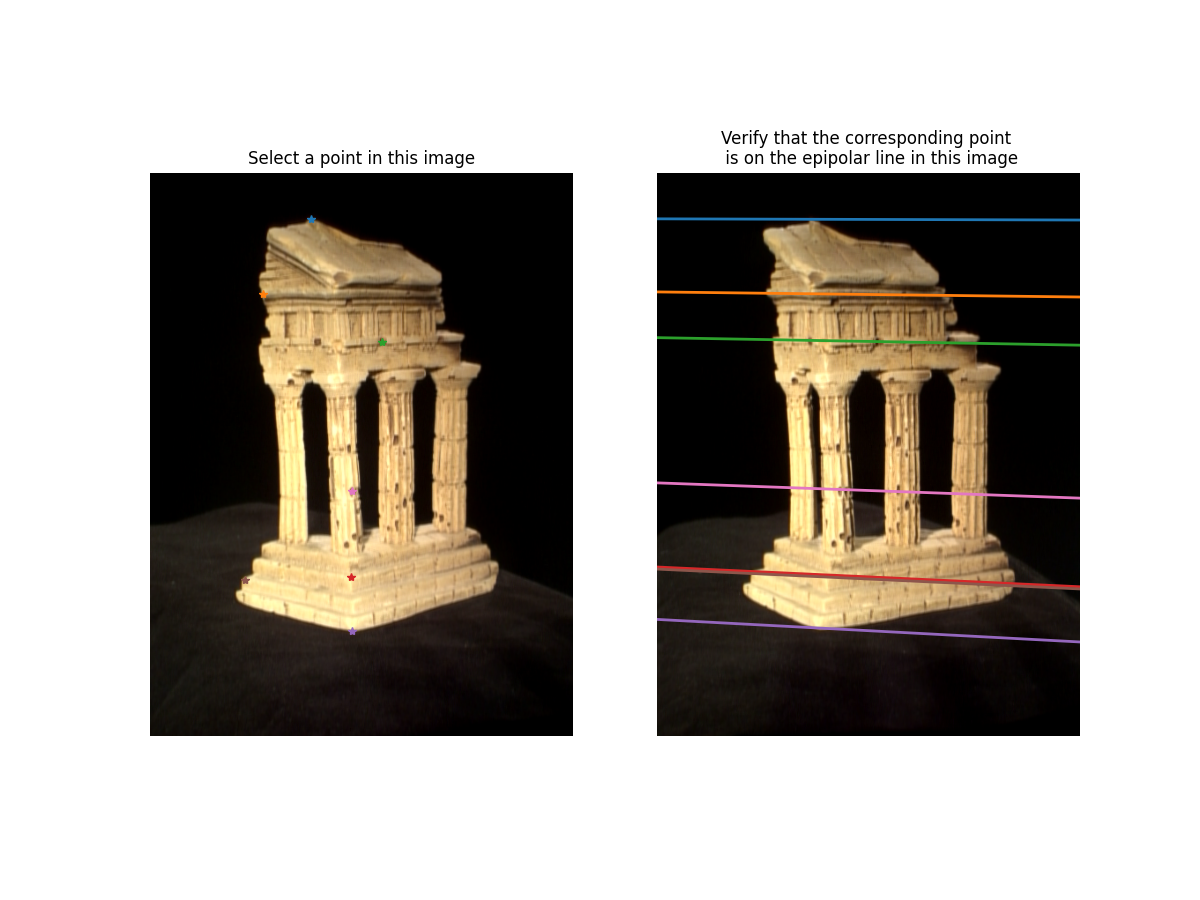 Select a point in this image
Verify that the corresponding point
is on the epipolar line in this image